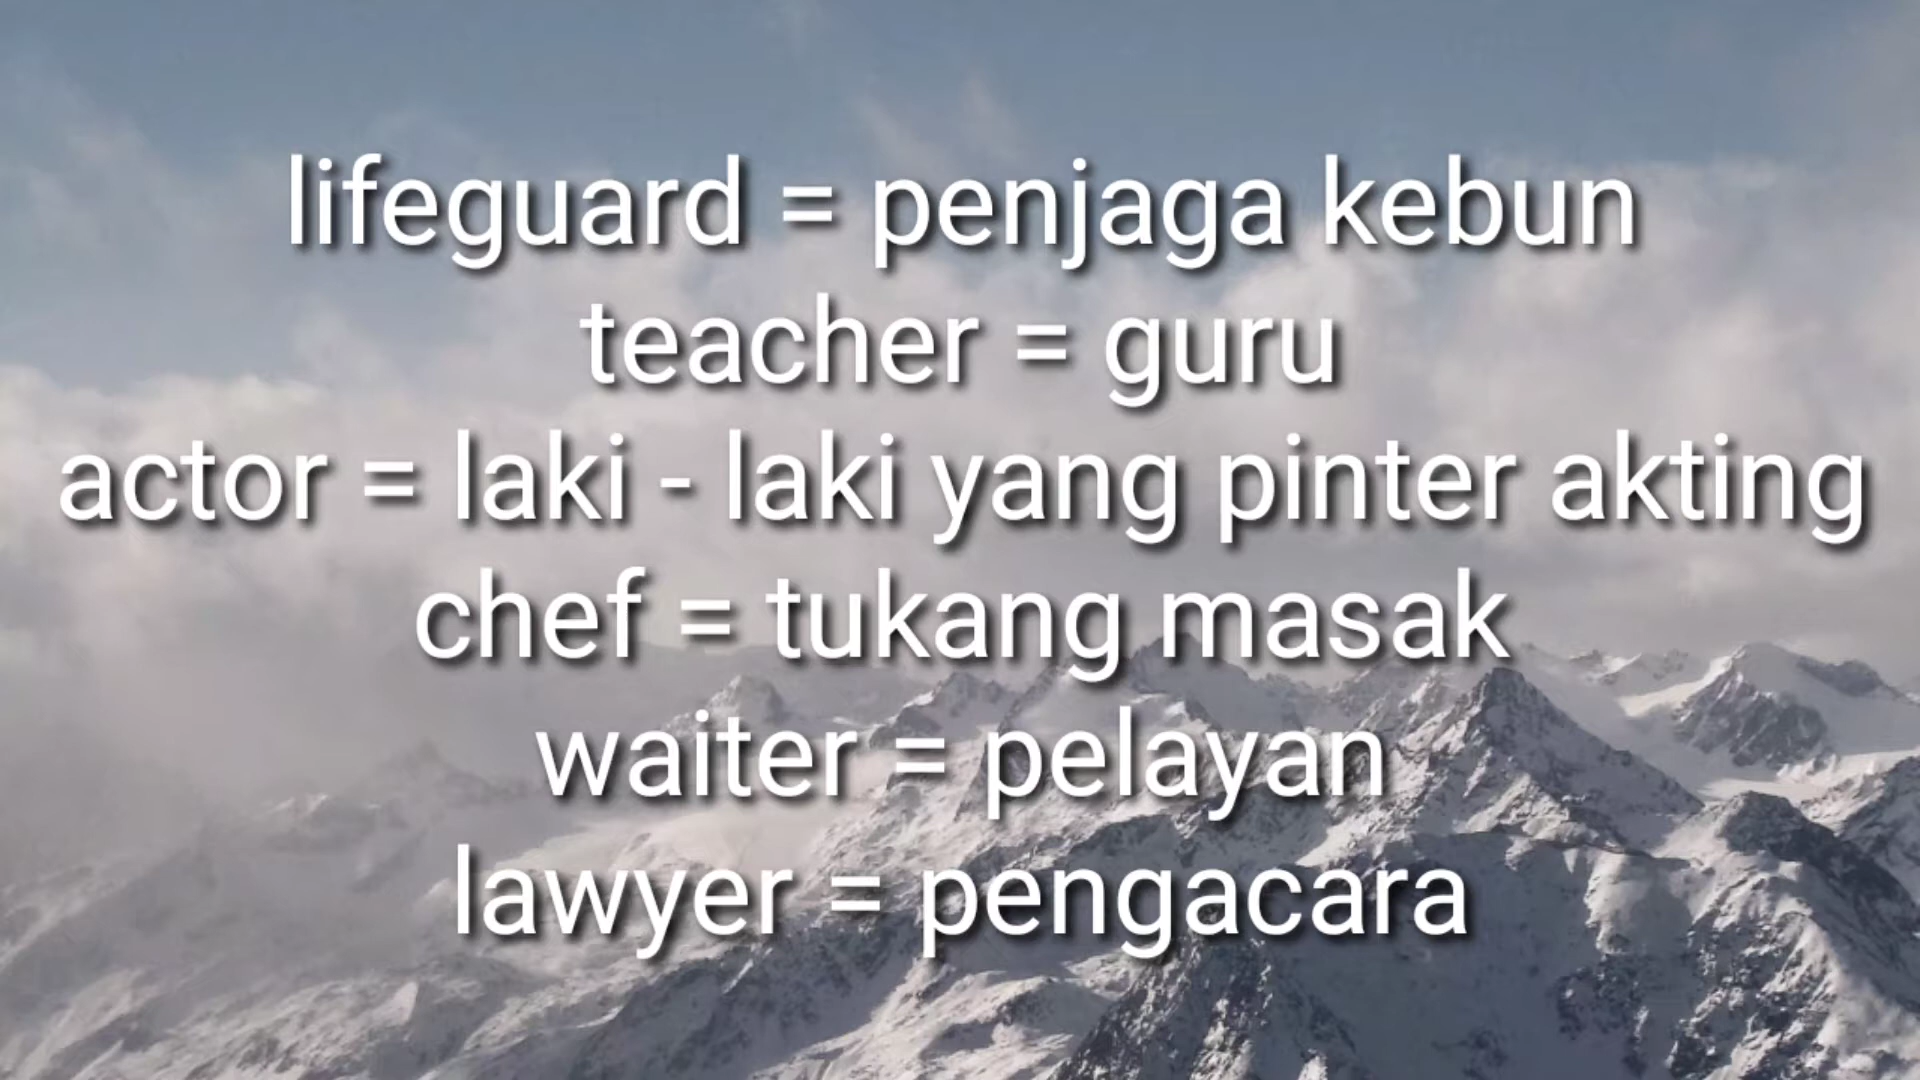 lifeguard = penjaga kebun
teacher = guru
actor = laki - laki yang pinter akting
chef = tukang masak
waiter = pelayan
lawyer = pengacara